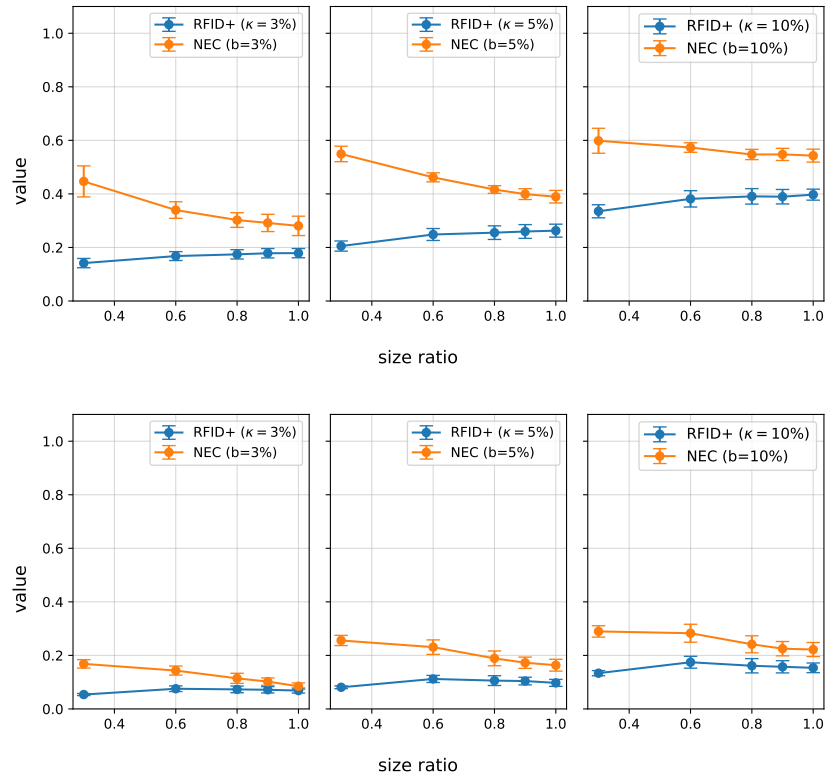 RFID+ (κ = 3%)
NEC (b=3%)
RFID+ (κ = 5%)
NEC (b=5%)
RFID+ (κ = 10%)
NEC (b=10%)
1.0
0.8
0.6
0.4
0.2
0.0
value
0.4 0.6 0.8 1.0
0.4 0.6 0.8 1.0
0.4 0.6 0.8 1.0
size ratio
RFID+ (κ = 3%)
NEC (b=3%)
RFID+ (κ = 5%)
NEC (b=5%)
RFID+ (κ = 10%)
NEC (b=10%)
1.0
0.8
0.6
0.4
0.2
0.0
value
0.4 0.6 0.8 1.0
0.4 0.6 0.8 1.0
0.4 0.6 0.8 1.0
size ratio